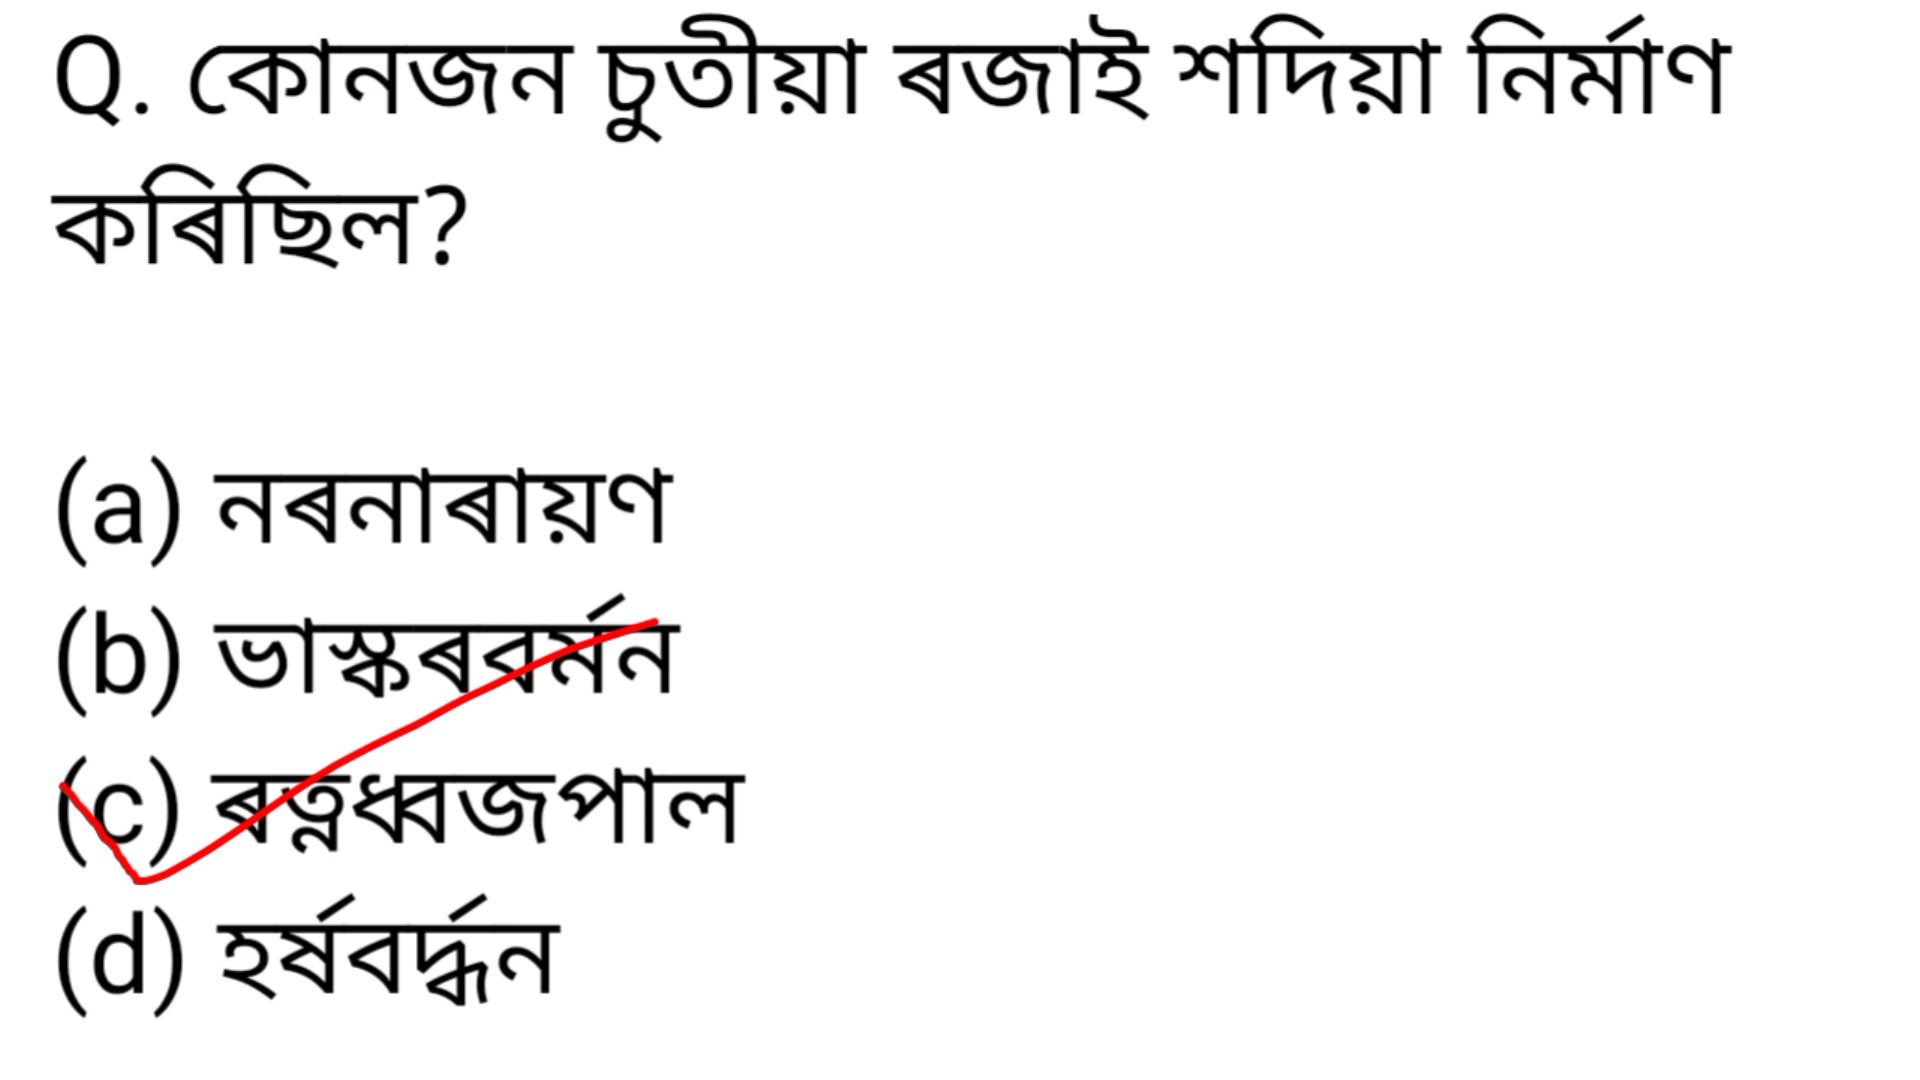 Q. কোনজন চুতীয়া ৰজাই শদিয়া নিৰ্মাণ
কৰিছিল?
(a) নৰনাৰায়ণ
(b) ভাস্কৰবৰ্মন
(c) ৰত্নধ্বজপাল
(d) হৰ্ষবৰ্দ্ধন